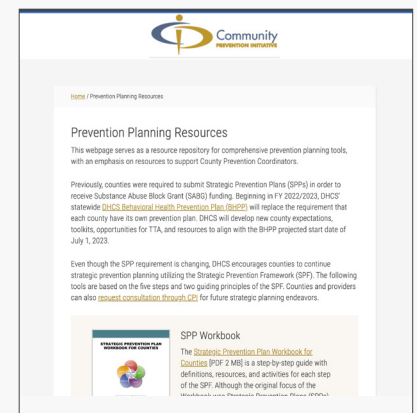 Community
PREVENTION INITIATIVE
Home / Prevention Planning Resources
Prevention Planning Resources
This webpage serves as a resource repository for comprehensive prevention planning tools,
with an emphasis on resources to support County Prevention Coordinators.
Previously, counties were required to submit Strategic Prevention Plans (SPPs) in order to
receive Substance Abuse Block Grant (SABG) funding. Beginning in FY 2022/2023, DHCS'
statewide DHCS Behavioral Health Prevention Plan (BHPP) will replace the requirement that
each county have its own prevention plan. DHCS will develop new county expectations,
toolkits, opportunities for TTA, and resources to align with the BHPP projected start date of
July 1, 2023.
Even though the SPP requirement is changing, DHCS encourages counties to continue
strategic prevention planning utilizing the Strategic Prevention Framework (SPF). The following
tools are based on the five steps and two guiding principles of the SPF. Counties and providers
can also request consultation through CPI for future strategic planning endeavors.
STRATEGIC PREVENTION PLAN
WORKBOOK FOR COUNTIES
SPP Workbook
The Strategic Prevention Plan Workbook for
Counties [PDF 2 MB] is a step-by-step guide with
definitions, resources, and activities for each step
of the SPF. Although the original focus of the
Workbook was Strategic Prevention Plans (SPPs)